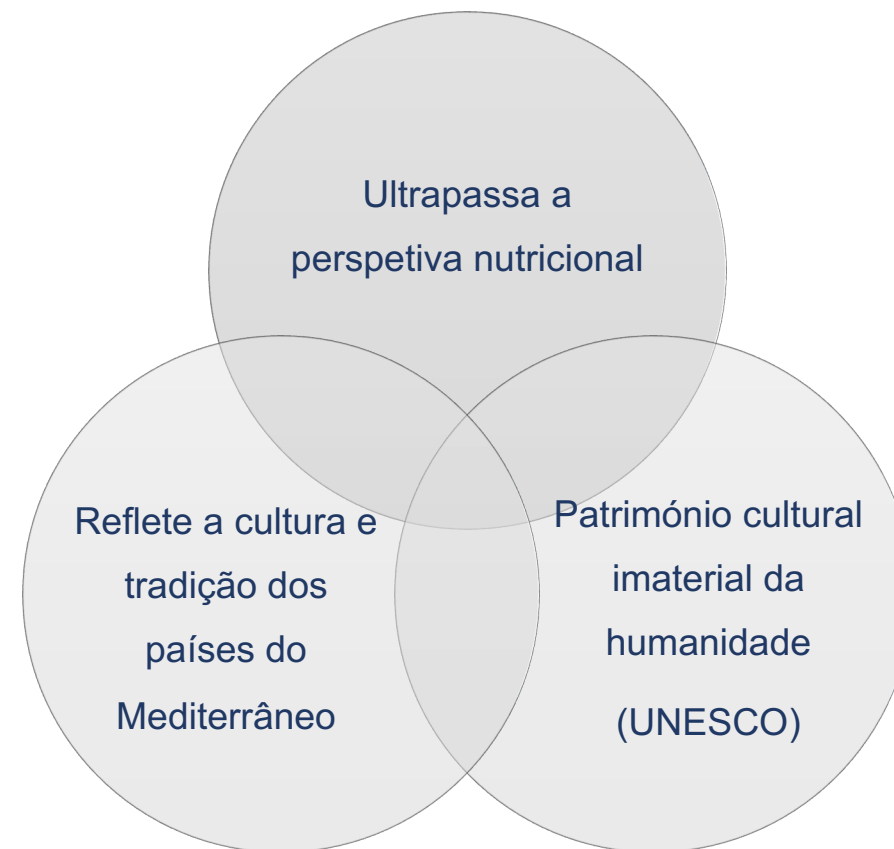 Ultrapassa a
perspetiva nutricional
Reflete a cultura e
tradição dos
países do
Mediterrâneo
Património cultural
imaterial da
humanidade
(UNESCO)